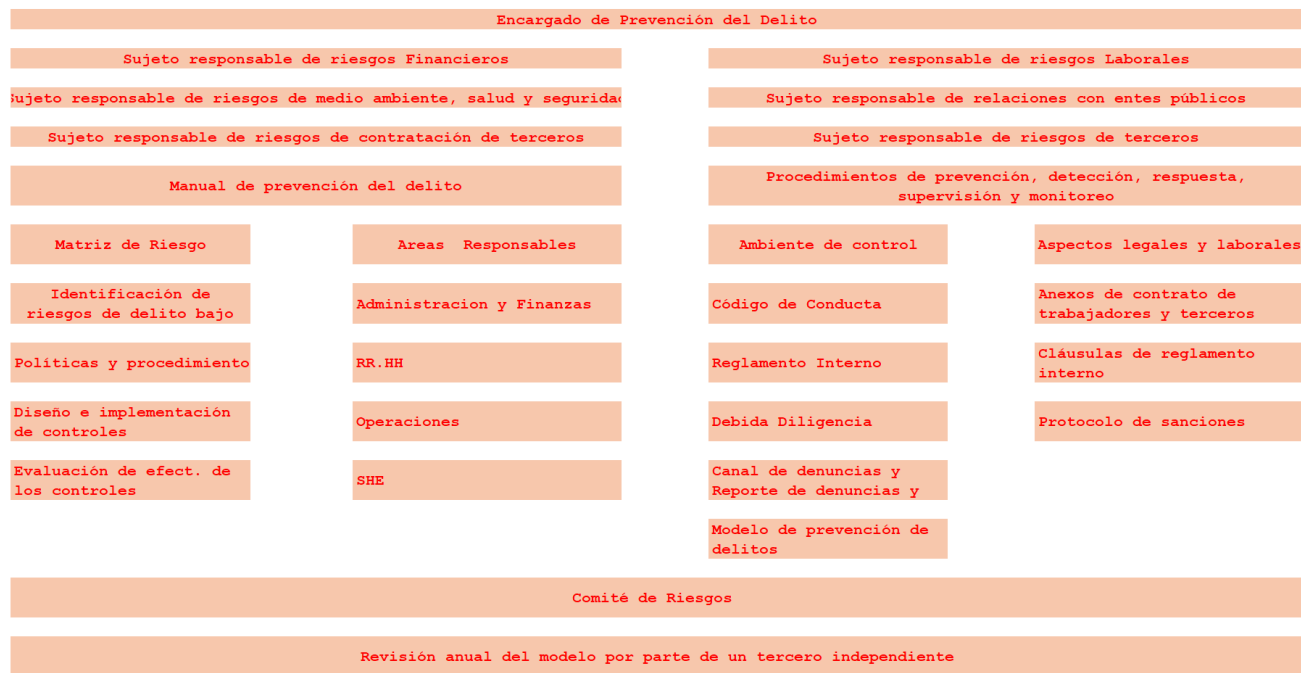 Encargado de Prevención del Delito
Sujeto responsable de riesgos Financieros
Sujeto responsable de riesgos Laborales
Sujeto responsable de riesgos de medio ambiente, salud y seguridad
Sujeto responsable de relaciones con entes públicos
Sujeto responsable de riesgos de contratación de terceros
Sujeto responsable de riesgos de terceros
Manual de prevención del delito
Procedimientos de prevención, detección, respuesta,
supervisión y monitoreo
Matriz de Riesgo
Areas Responsables
Ambiente de control
Aspectos legales y laborales
Identificación de
riesgos de delito bajo
Administracion y Finanzas
Código de Conducta
Anexos de contrato de
trabajadores y terceros
Políticas y procedimiento
RR.HH
Reglamento Interno
Cláusulas de reglamento
interno
Diseño e implementación
de controles
Operaciones
Debida Diligencia
Protocolo de sanciones
Evaluación de efect. de
los controles
SHE
Canal de denuncias y
Reporte de denuncias y
Modelo de prevención de
delitos
Comité de Riesgos
Revisión anual del modelo por parte de un tercero independiente